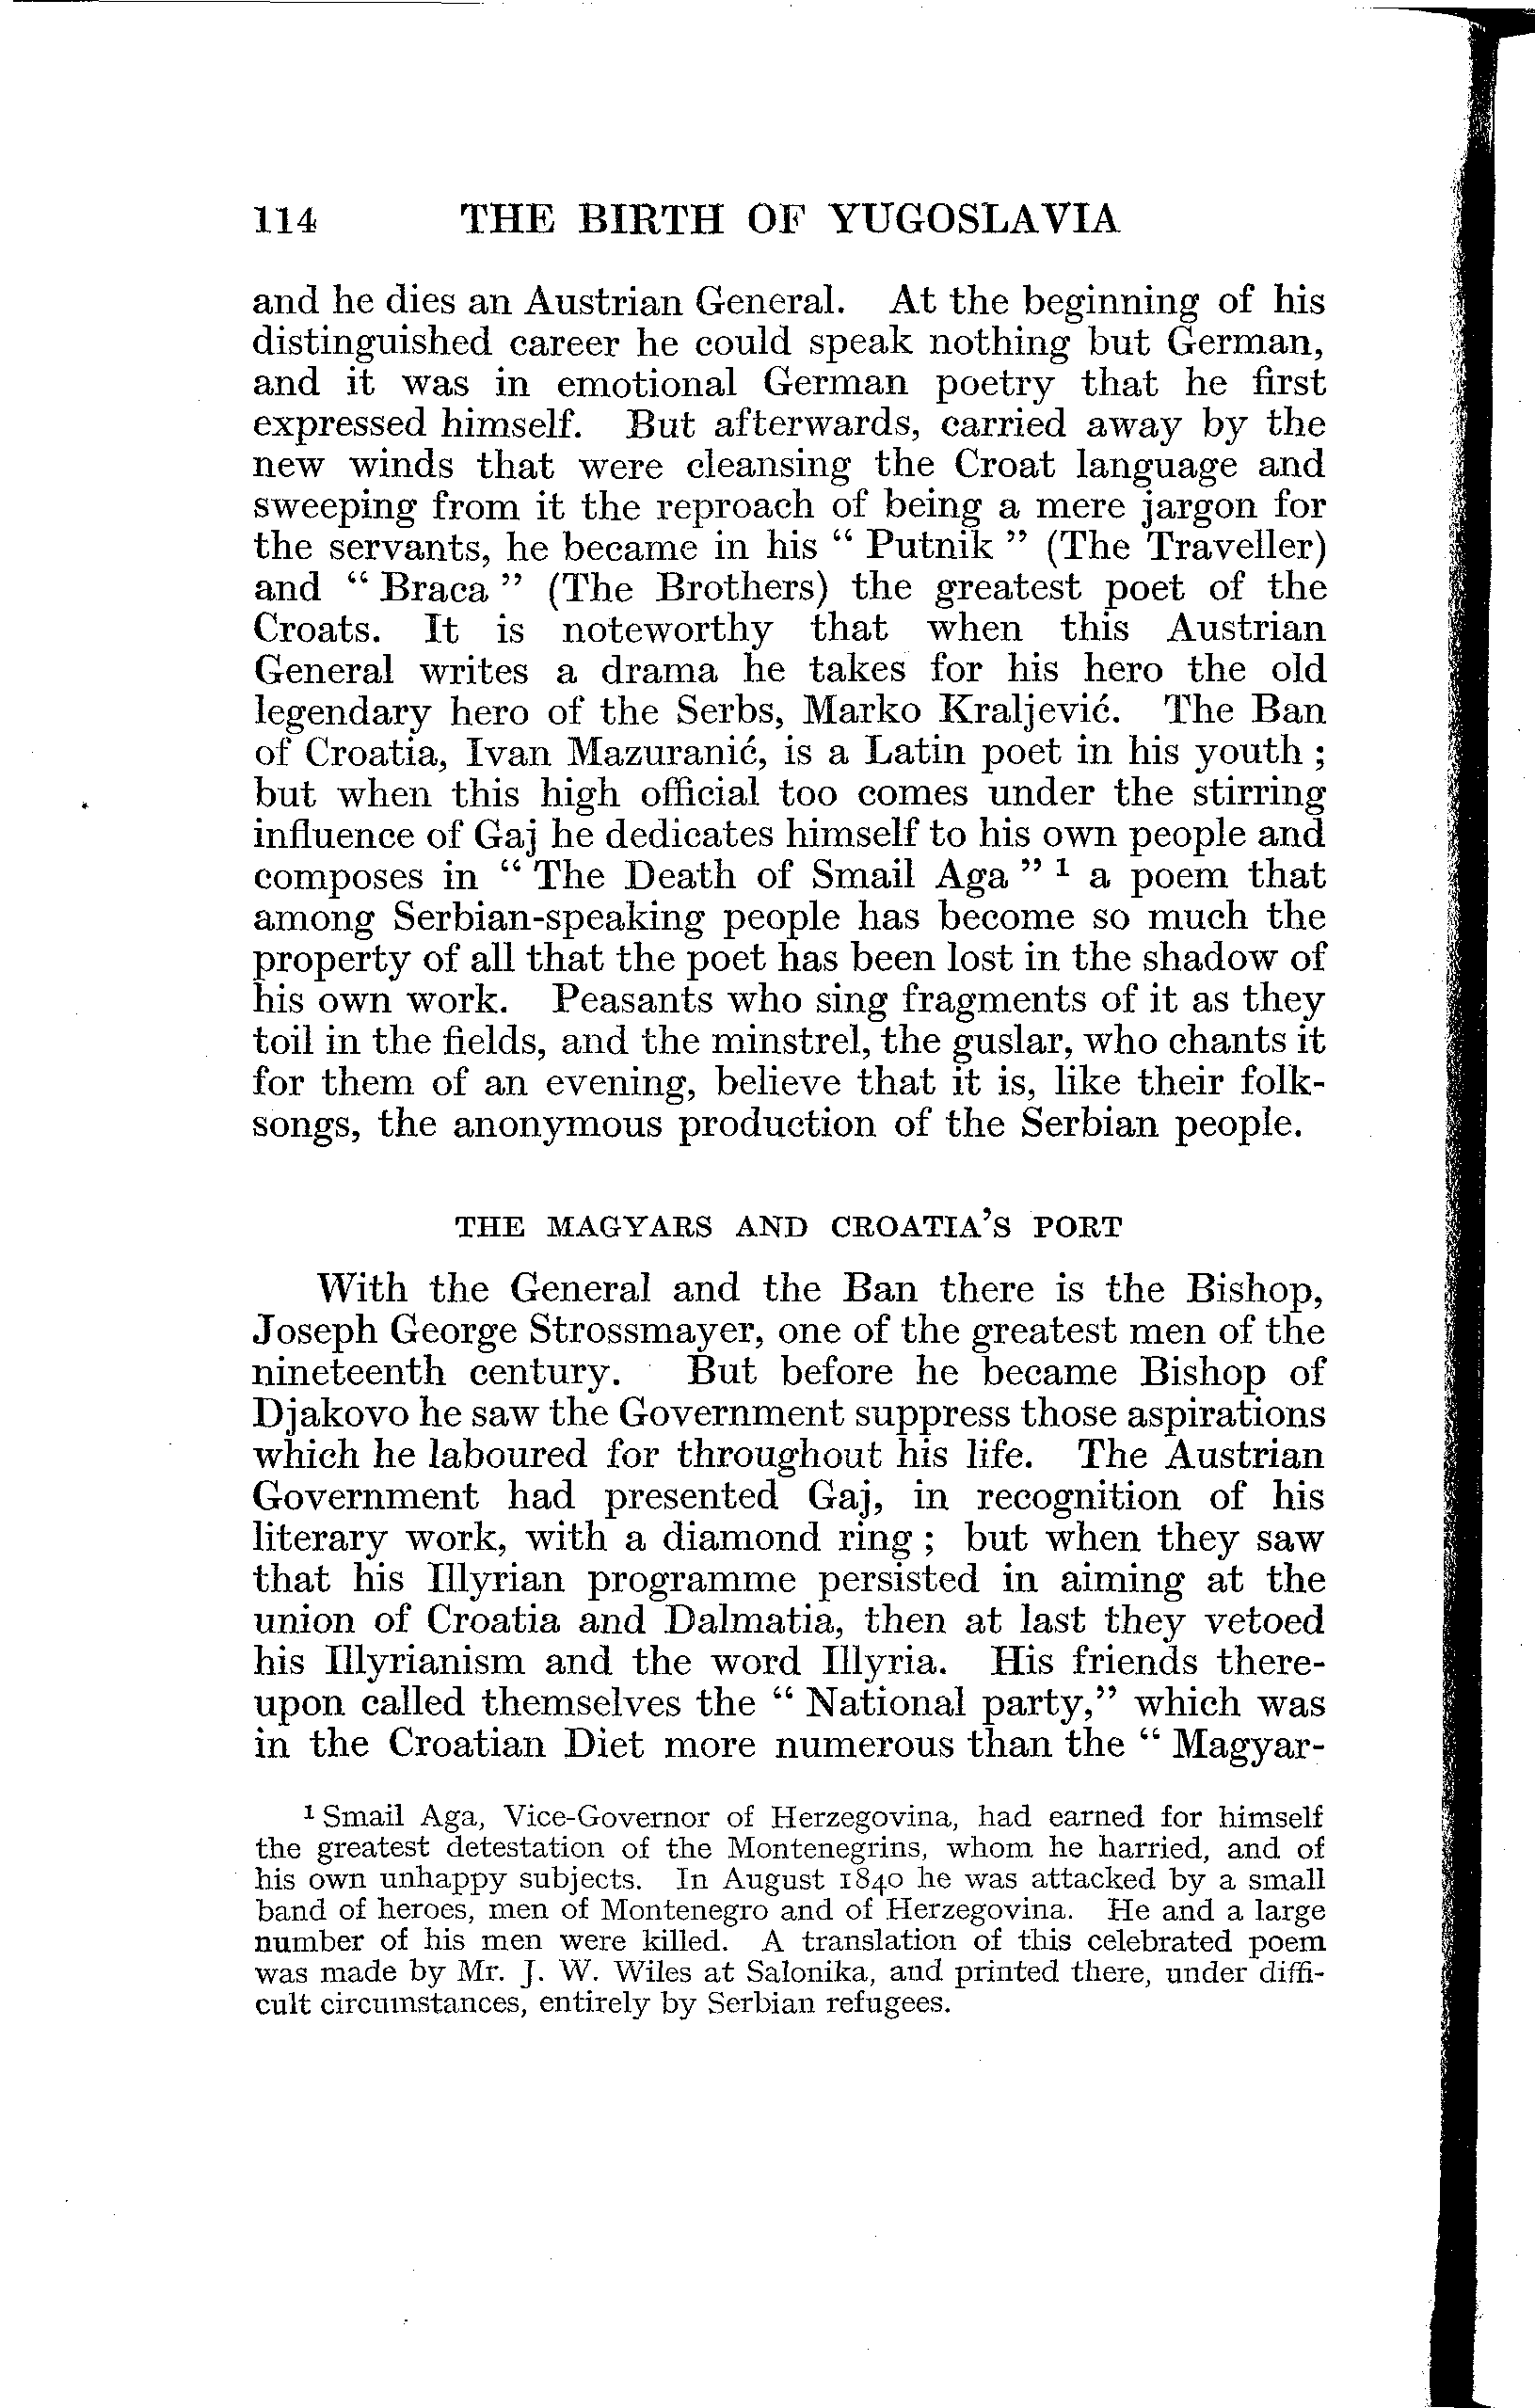 114 THE BIRTH OF YUGOSLAVIA
and he dies an Austrian General. At the beginning of his
distinguished career he could speak nothing but German,
and it was in emotional German poetry that he first
expressed himself. But afterwards, carried away by the
new winds that were cleansing the Croat language and
sweeping from it the reproach of being a mere jargon for
the servants, he became in his “ Putnik ” (The Traveller)
and “ Braca ” (The Brothers) the greatest poet of the
Croats. It is noteworthy that when this Austrian
General writes a drama he takes for his hero the old
legendary hero of the Serbs, Marko Kraljević. The Ban
of Croatia, Ivan Mazuranić, is a Latin poet in his youth ;
but when this high official too comes under the stirring
influence of Gaj he dedicates himself to his own people and
composes in “ The Death of Smail Aga ” ¹ a poem that
among Serbian-speaking people has become so much the
property of all that the poet has been lost in the shadow of
his own work. Peasants who sing fragments of it as they
toil in the fields, and the minstrel, the guslar, who chants it
for them of an evening, believe that it is, like their folk-
songs, the anonymous production of the Serbian people.
THE MAGYARS AND CROATIA’S PORT
With the General and the Ban there is the Bishop,
Joseph George Strossmayer, one of the greatest men of the
nineteenth century. But before he became Bishop of
Djakovo he saw the Government suppress those aspirations
which he laboured for throughout his life. The Austrian
Government had presented Gaj, in recognition of his
literary work, with a diamond ring ; but when they saw
that his Illyrian programme persisted in aiming at the
union of Croatia and Dalmatia, then at last they vetoed
his Illyrianism and the word Illyria. His friends there-
upon called themselves the “ National party,” which was
in the Croatian Diet more numerous than the “ Magyar-
¹ Smail Aga, Vice-Governor of Herzegovina, had earned for himself
the greatest detestation of the Montenegrins, whom he harried, and of
his own unhappy subjects. In August 1840 he was attacked by a small
band of heroes, men of Montenegro and of Herzegovina. He and a large
number of his men were killed. A translation of this celebrated poem
was made by Mr. J. W. Wiles at Salonika, and printed there, under diffi-
cult circumstances, entirely by Serbian refugees.